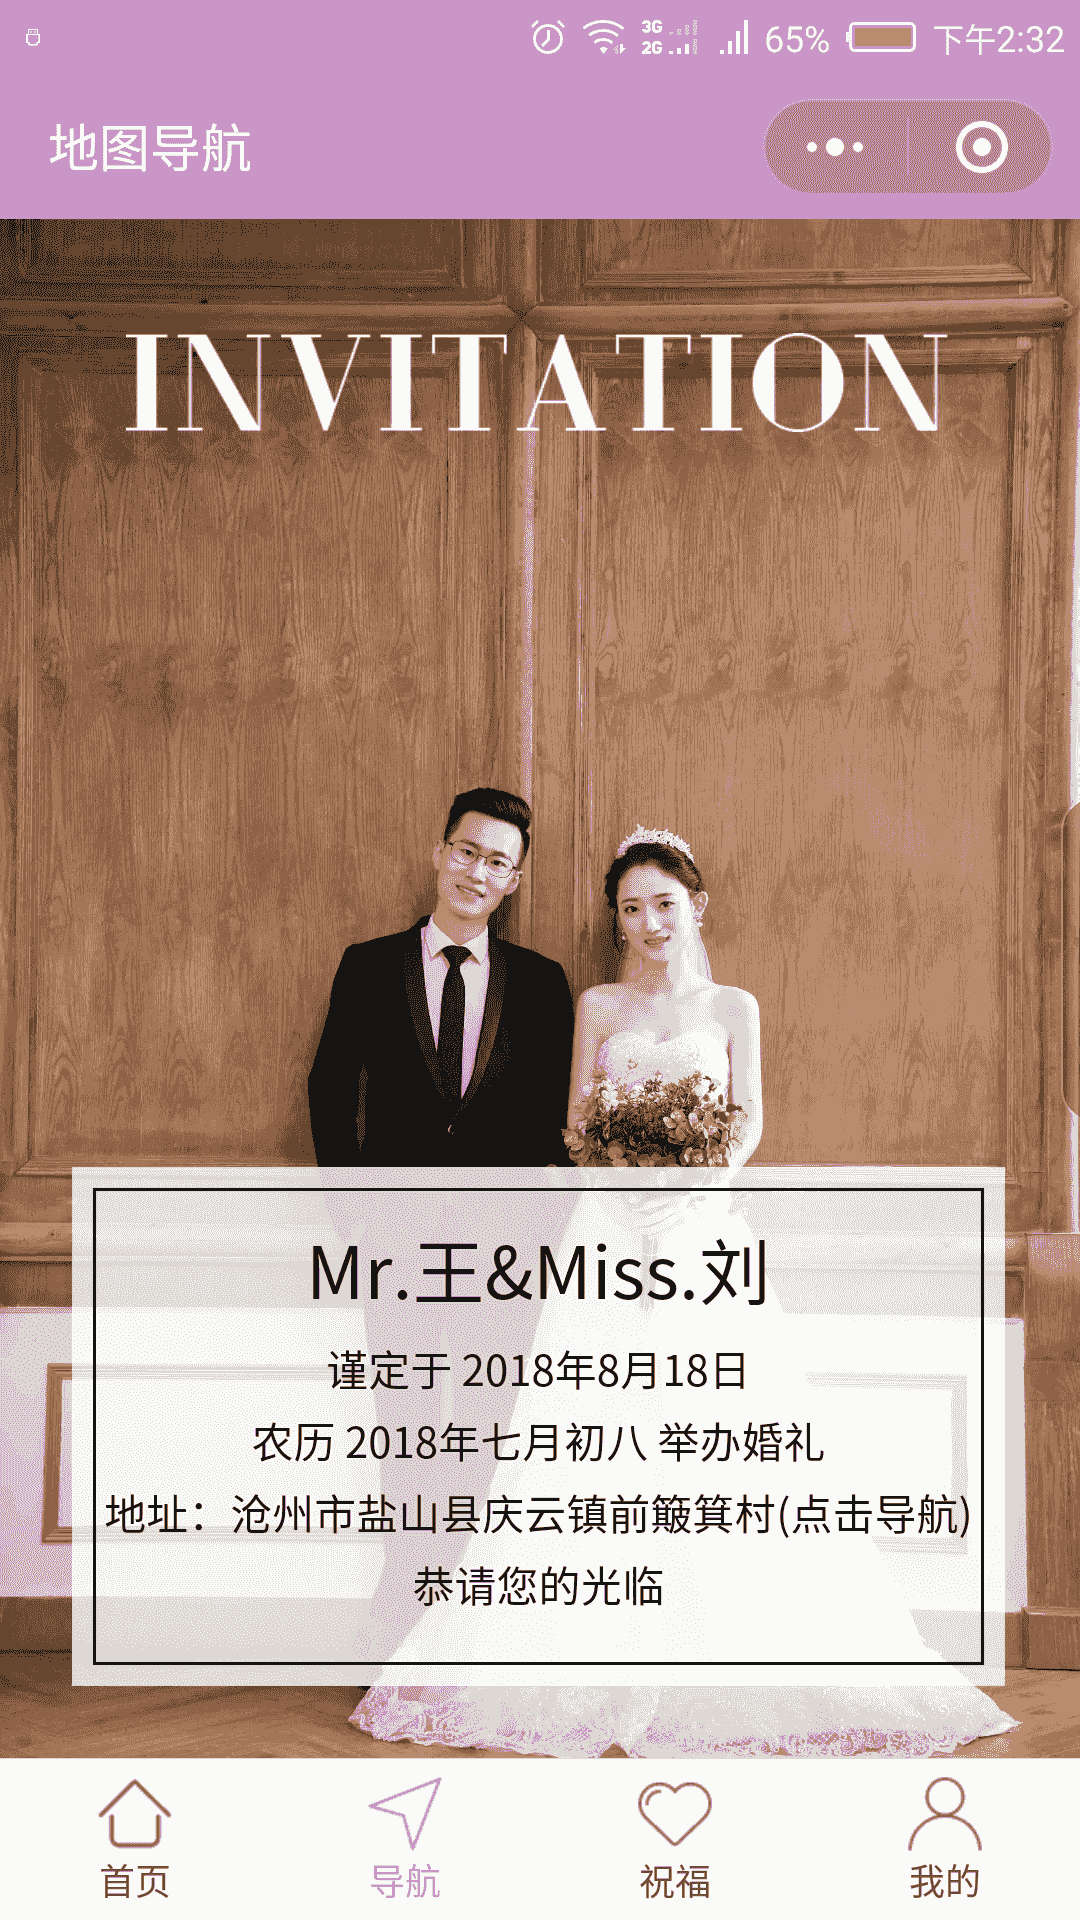 3G
2G
65%
下午2:32
地图导航
INVITATION
Mr.王&Miss.刘
谨定于 2018年8月18日
农历 2018年七月初八 举办婚礼
地址：沧州市盐山县庆云镇前簸箕村(点击导航)
恭请您的光临
首页
导航
祝福
我的